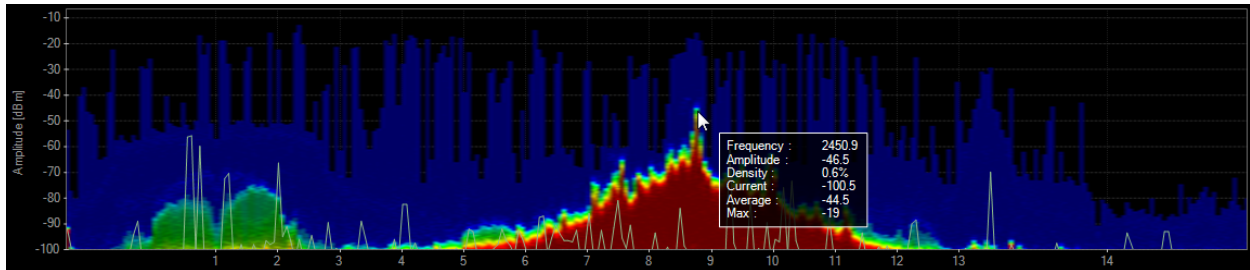 -10
-20
-30
-40
-50
-60
-70
-80
-90
-100
Amplitude [dBm]
Frequency : 2450.9
Amplitude : -46.5
Density : 0.6%
Current : -100.5
Average : -44.5
Max : -19
1 2 3 4 5 6 7 8 9 10 11 12 13 14